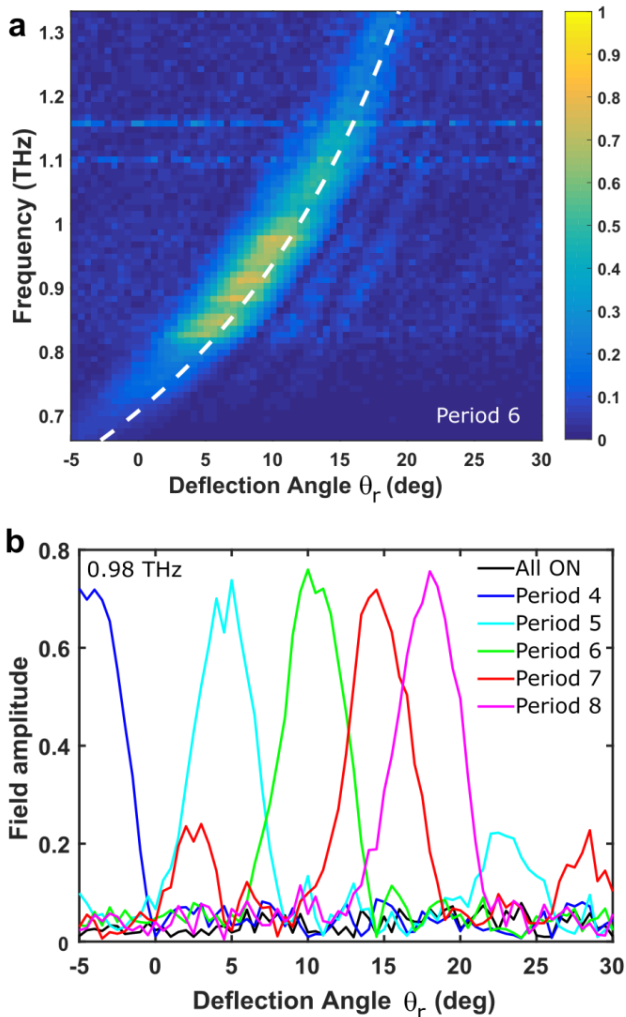 a
1.3
1.2
1.1
1
0.9
0.8
0.7
Frequency (THz)
Period 6
-5 0 5 10 15 20 25 30
Deflection Angle θr (deg)
1
0.9
0.8
0.7
0.6
0.5
0.4
0.3
0.2
0.1
0
b
0.8
0.6
0.4
0.2
0
Field amplitude
0.98 THz
All ON
Period 4
Period 5
Period 6
Period 7
Period 8
-5 0 5 10 15 20 25 30
Deflection Angle θr (deg)